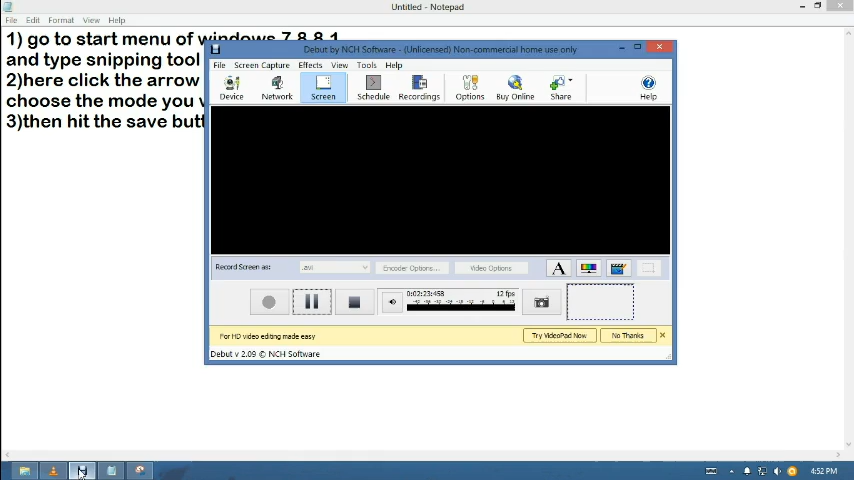 Untitled - Notepad
File Edit Format View Help
1) go to start menu of windows 7,8,8.1
and type snipping tool
2)here click the arrow
choose the mode you
3)then hit the save butt
Debut by NCH Software - (Unlicensed) Non-commercial home use only
File Screen Capture Effects View Tools Help
Device Network Screen Schedule Recordings Options Buy Online Share Help
Record Screen as: .avi Encoder Options... Video Options A
0:02:23:458 12 fps
For HD video editing made easy Try VideoPad Now No Thanks
Debut v 2.09 © NCH Software
4:52 PM